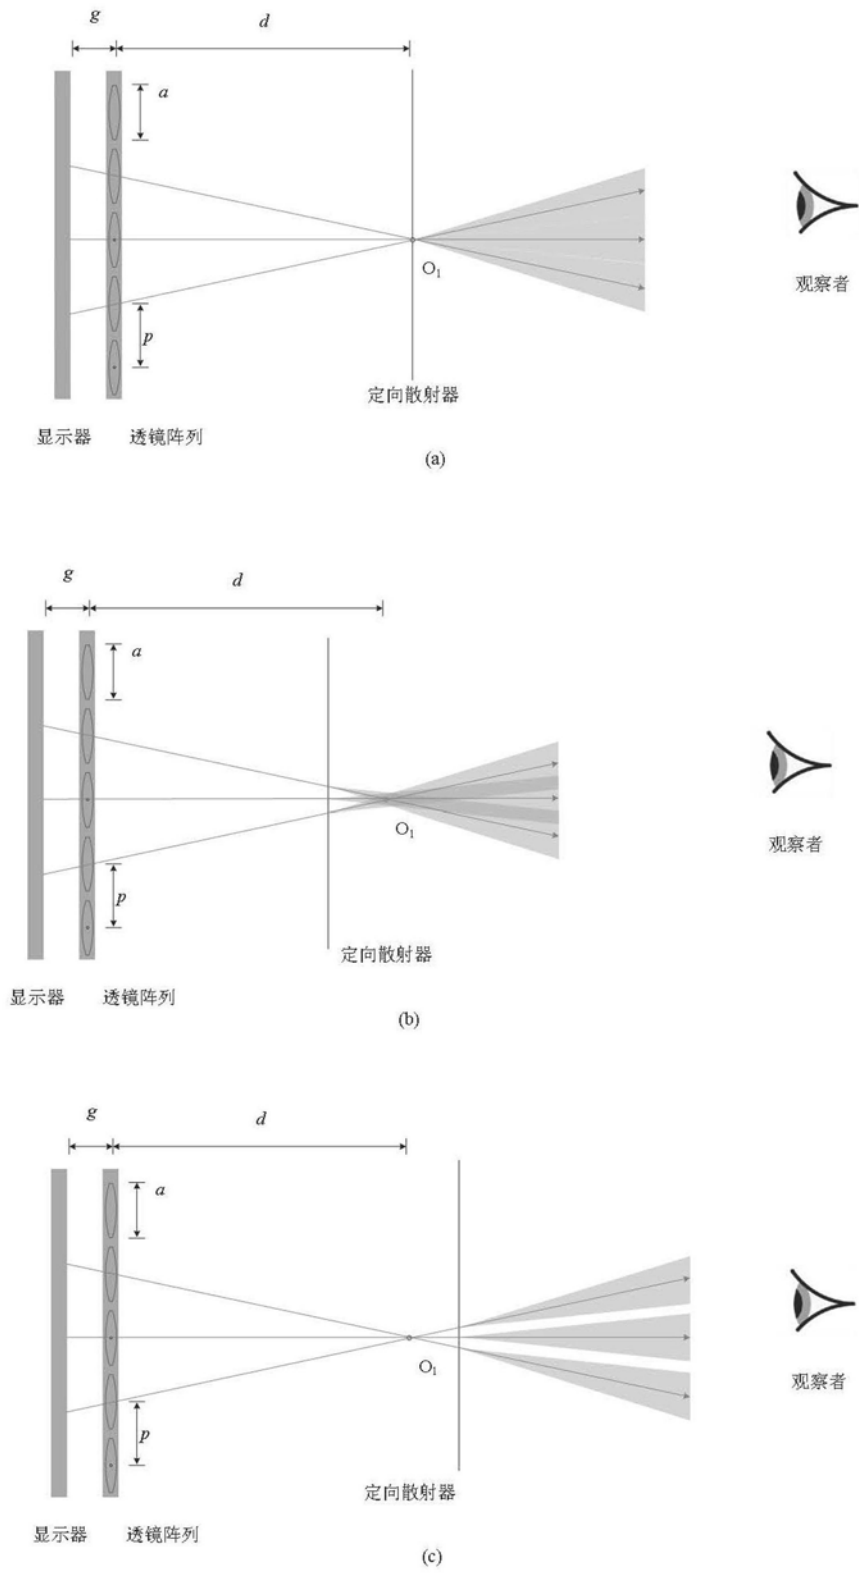 g d
a
O₁
观察者
p
定向散射器
显示器 透镜阵列
(a)
g d
a
O₁
观察者
p
定向散射器
显示器 透镜阵列
(b)
g d
a
O₁
观察者
p
定向散射器
显示器 透镜阵列
(c)